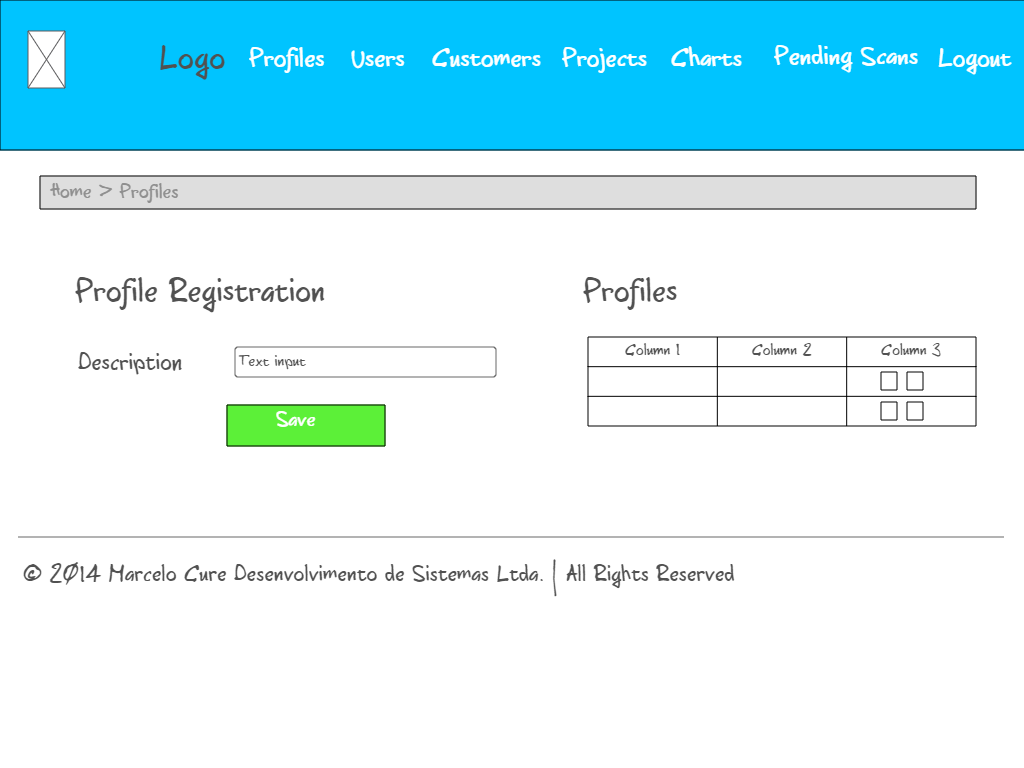 Logo Profiles Users Customers Projects Charts Pending Scans Logout
Home > Profiles
Profile Registration
Description Text input
Save
Profiles
Column 1 Column 2 Column 3
© 2014 Marcelo Cure Desenvolvimento de Sistemas Ltda. | All Rights Reserved